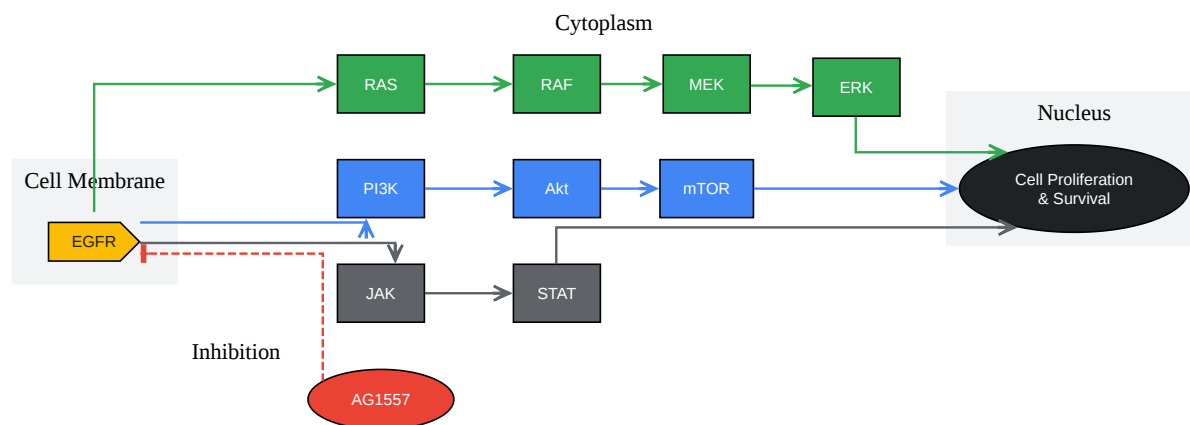 Cytoplasm
RAS
RAF
MEK
ERK
Nucleus
Cell Membrane
PI3K
Akt
mTOR
Cell Proliferation
& Survival
EGFR
JAK
STAT
Inhibition
AG1557